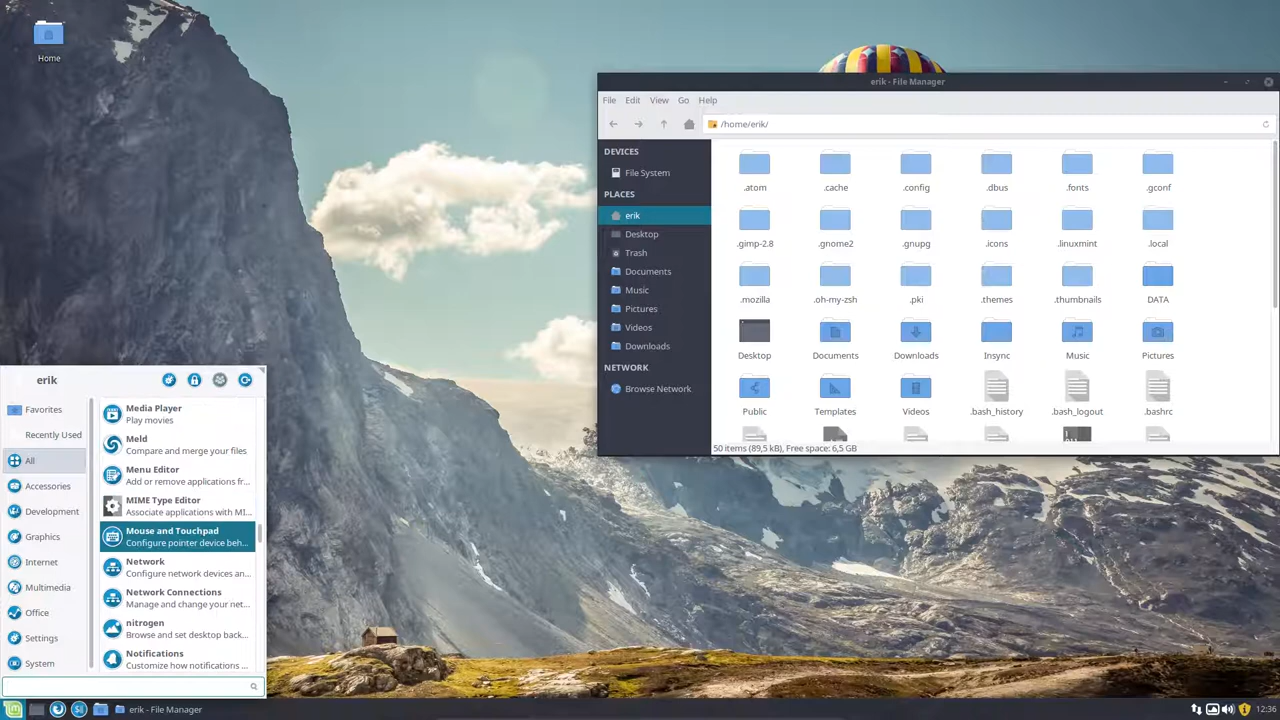 Home
erik - File Manager
File Edit View Go Help
/home/erik/
DEVICES
File System
PLACES
erik
Desktop
Trash
Documents
Music
Pictures
Videos
Downloads
NETWORK
Browse Network
.atom .cache .config .dbus .fonts .gconf
.gimp-2.8 .gnome2 .gnupg .icons .linuxmint .local
.mozilla .oh-my-zsh .pki .themes .thumbnails DATA
Desktop Documents Downloads Insync Music Pictures
Public Templates Videos .bash_history .bash_logout .bashrc
50 items (89,5 kB), Free space: 6,5 GB
erik
Favorites
Recently Used
All
Accessories
Development
Graphics
Internet
Multimedia
Office
Settings
System
Media Player
Play movies
Meld
Compare and merge your files
Menu Editor
Add or remove applications fr...
MIME Type Editor
Associate applications with MI...
Mouse and Touchpad
Configure pointer device beh...
Network
Configure network devices an...
Network Connections
Manage and change your net...
nitrogen
Browse and set desktop back...
Notifications
Customize how notifications ...
erik - File Manager
12:36